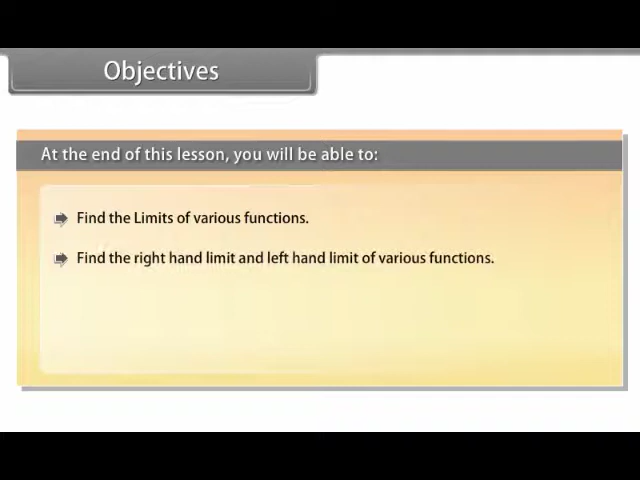 Objectives
At the end of this lesson, you will be able to:
Find the Limits of various functions.
Find the right hand limit and left hand limit of various functions.